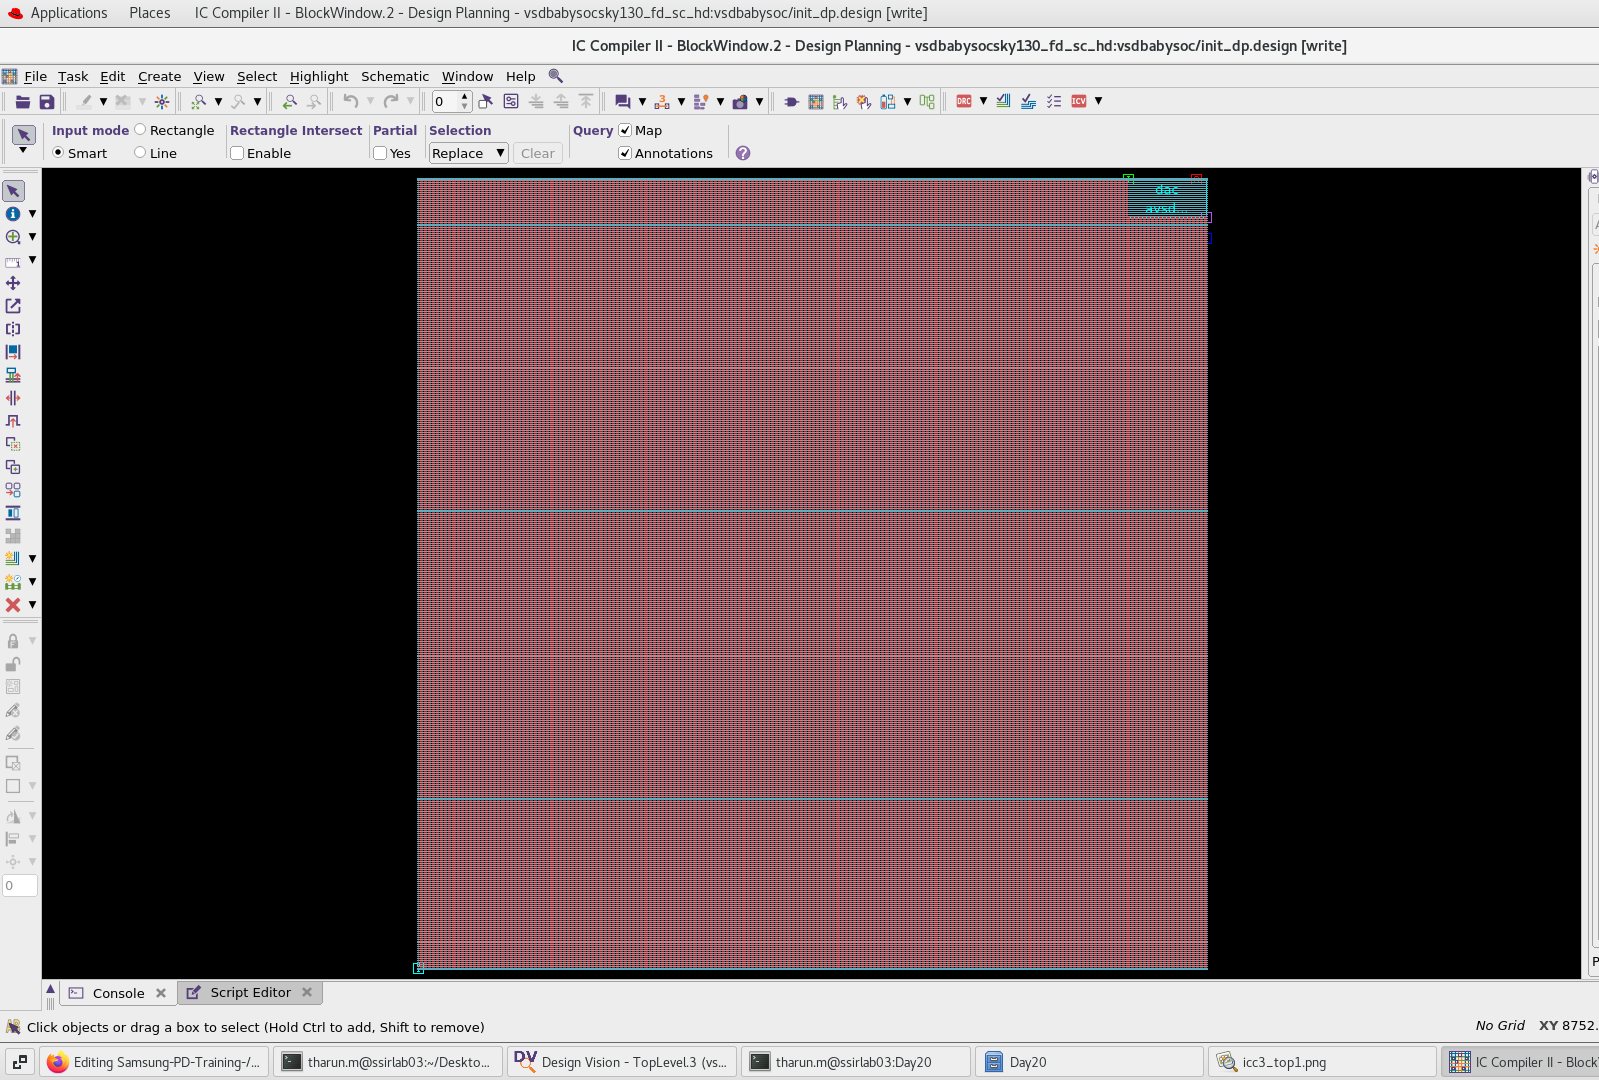 Applications Places IC Compiler II - BlockWindow.2 - Design Planning - vsdbabysocsky130_fd_sc_hd:vsdbabysoc/init_dp.design [write]
IC Compiler II - BlockWindow.2 - Design Planning - vsdbabysocsky130_fd_sc_hd:vsdbabysoc/init_dp.design [write]
File Task Edit Create View Select Highlight Schematic Window Help
0 3 DRC ICV
Input mode Rectangle Rectangle Intersect Partial Selection Query Map
Smart Line Enable Yes Replace Clear Annotations
dac
avsd...
0
Console Script Editor
Click objects or drag a box to select (Hold Ctrl to add, Shift to remove) No Grid XY 8752.
Editing Samsung-PD-Training-/... tharun.m@ssirlab03:~/Deskto... DV Design Vision - TopLevel.3 (vs... tharun.m@ssirlab03:Day20 Day20 icc3_top1.png IC Compiler II - Block